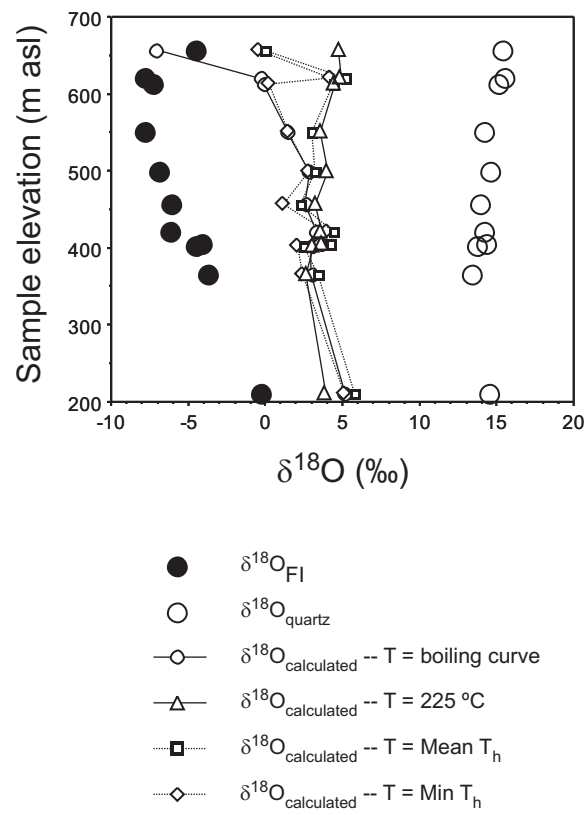 700
600
500
400
300
200
Sample elevation (m asl)
-10 -5 0 5 10 15 20
δ18O (‰)
δ18OFI
δ18Oquartz
δ18Ocalculated -- T = boiling curve
δ18Ocalculated -- T = 225 ºC
δ18Ocalculated -- T = Mean Th
δ18Ocalculated -- T = Min Th